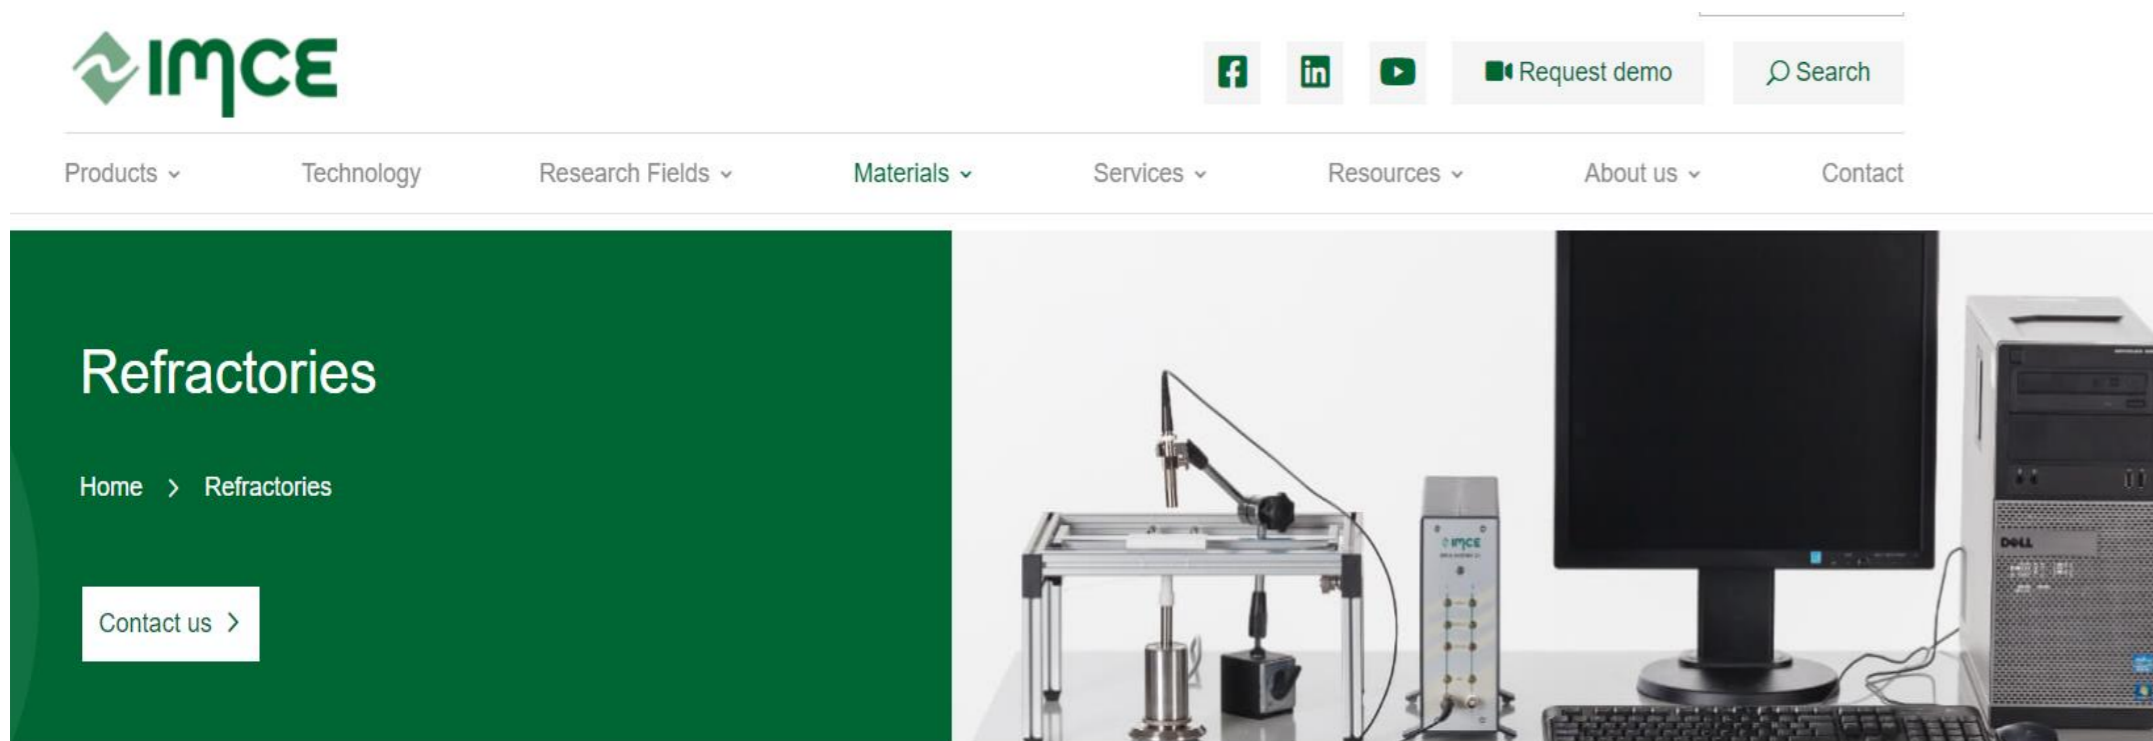 IMCE
Request demo
Search
Products
Technology
Research Fields
Materials
Services
Resources
About us
Contact
Refractories
Home > Refractories
Contact us >
IMCE
DELL